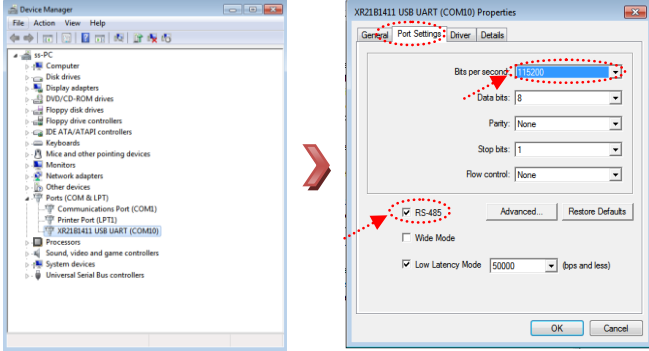 Device Manager
File Action View Help
ss-PC
Computer
Disk drives
Display adapters
DVD/CD-ROM drives
Floppy disk drives
Floppy drive controllers
IDE ATA/ATAPI controllers
Keyboards
Mice and other pointing devices
Monitors
Network adapters
Other devices
Ports (COM & LPT)
Communications Port (COM1)
Printer Port (LPT1)
XR21B1411 USB UART (COM10)
Processors
Sound, video and game controllers
System devices
Universal Serial Bus controllers
XR21B1411 USB UART (COM10) Properties
General Port Settings Driver Details
Bits per second: 115200
Data bits: 8
Parity: None
Stop bits: 1
Flow control: None
RS-485 Advanced... Restore Defaults
Wide Mode
Low Latency Mode 50000 (bps and less)
OK Cancel